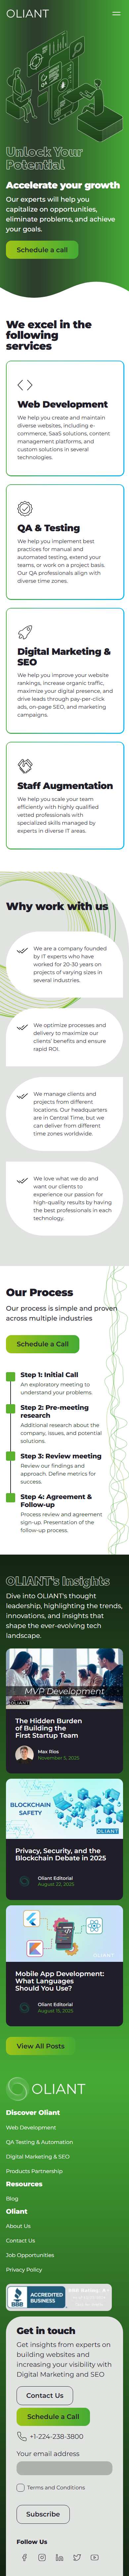 OLIANT
Unlock Your
Potential
Accelerate your growth
Our experts will help you
capitalize on opportunities,
eliminate problems, and achieve
your goals.
Schedule a call
We excel in the
following
services
Web Development
We help you create and maintain
diverse websites, including e-
commerce, SaaS solutions, content
management platforms, and
custom solutions in several
technologies.
QA & Testing
We help you implement best
practices for manual and
automated testing, extend your
teams, or work on a project basis.
Our QA professionals align with
diverse time zones.
Digital Marketing &
SEO
We help you improve your website
rankings, increase organic traffic,
maximize your digital presence, and
drive leads through pay-per-click
ads, on-page SEO, and marketing
campaigns.
Staff Augmentation
We help you scale your team
efficiently with highly qualified
vetted professionals with
specialized skills managed by
experts in diverse IT areas.
Why work with us
We are a company founded
by IT experts who have
worked for 20-30 years on
projects of varying sizes in
several industries.
We optimize processes and
delivery to maximize our
clients' benefits and ensure
rapid ROI.
We manage clients and
projects from different
locations. Our headquarters
are in Central Time, but we
can deliver from different
time zones worldwide.
We love what we do and
want our clients to
experience our passion for
high-quality results by having
the best professionals in each
technology.
Our Process
Our process is simple and proven
across multiple industries
Schedule a Call
Step 1: Initial Call
An exploratory meeting to
understand your problems.
Step 2: Pre-meeting
research
Additional research about the
company, issues, and potential
solutions.
Step 3: Review meeting
Review our findings and
approach. Define metrics for
success.
Step 4: Agreement &
Follow-up
Process review and agreement
sign-up. Presentation of the
follow-up process.
OLIANT's Insights
Dive into OLIANT's thought
leadership, highlighting the trends,
innovations, and insights that
shape the ever-evolving tech
landscape.
MVP Development
OLIANT
The Hidden Burden
of Building the
First Startup Team
Max Rios
November 5, 2025
BLOCKCHAIN
SAFETY
OLIANT
Privacy, Security, and the
Blockchain Debate in 2025
Oliant Editorial
August 22, 2025
OLIANT
Mobile App Development:
What Languages
Should You Use?
Oliant Editorial
August 15, 2025
View All Posts
OLIANT
Discover Oliant
Web Development
QA Testing & Automation
Digital Marketing & SEO
Products Partnership
Resources
Blog
Oliant
About Us
Contact Us
Job Opportunities
Privacy Policy
BBB
ACCREDITED
BUSINESS
Get in touch
Get insights from experts on
building websites and
increasing your visibility with
Digital Marketing and SEO
Contact Us
Schedule a Call
+1-224-238-3800
Your email address
Terms and Conditions
Subscribe
Follow Us